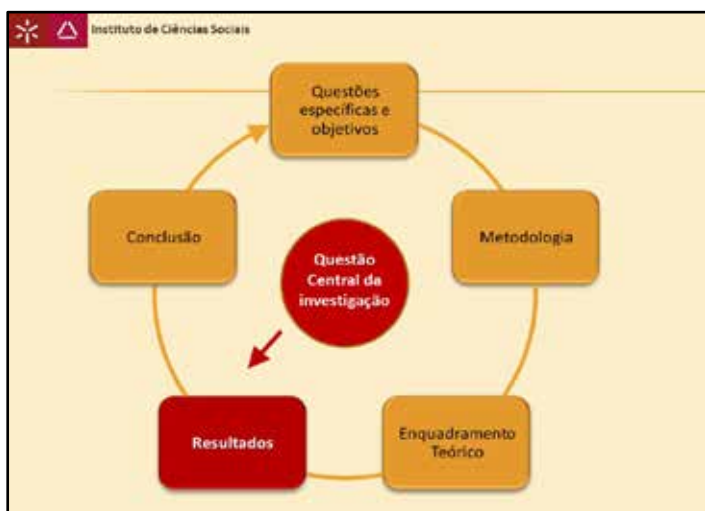 Instituto de Ciências Sociais
Questões
específicas e
objetivos
Conclusão
Metodologia
Questão
Central da
investigação
Resultados
Enquadramento
Teórico